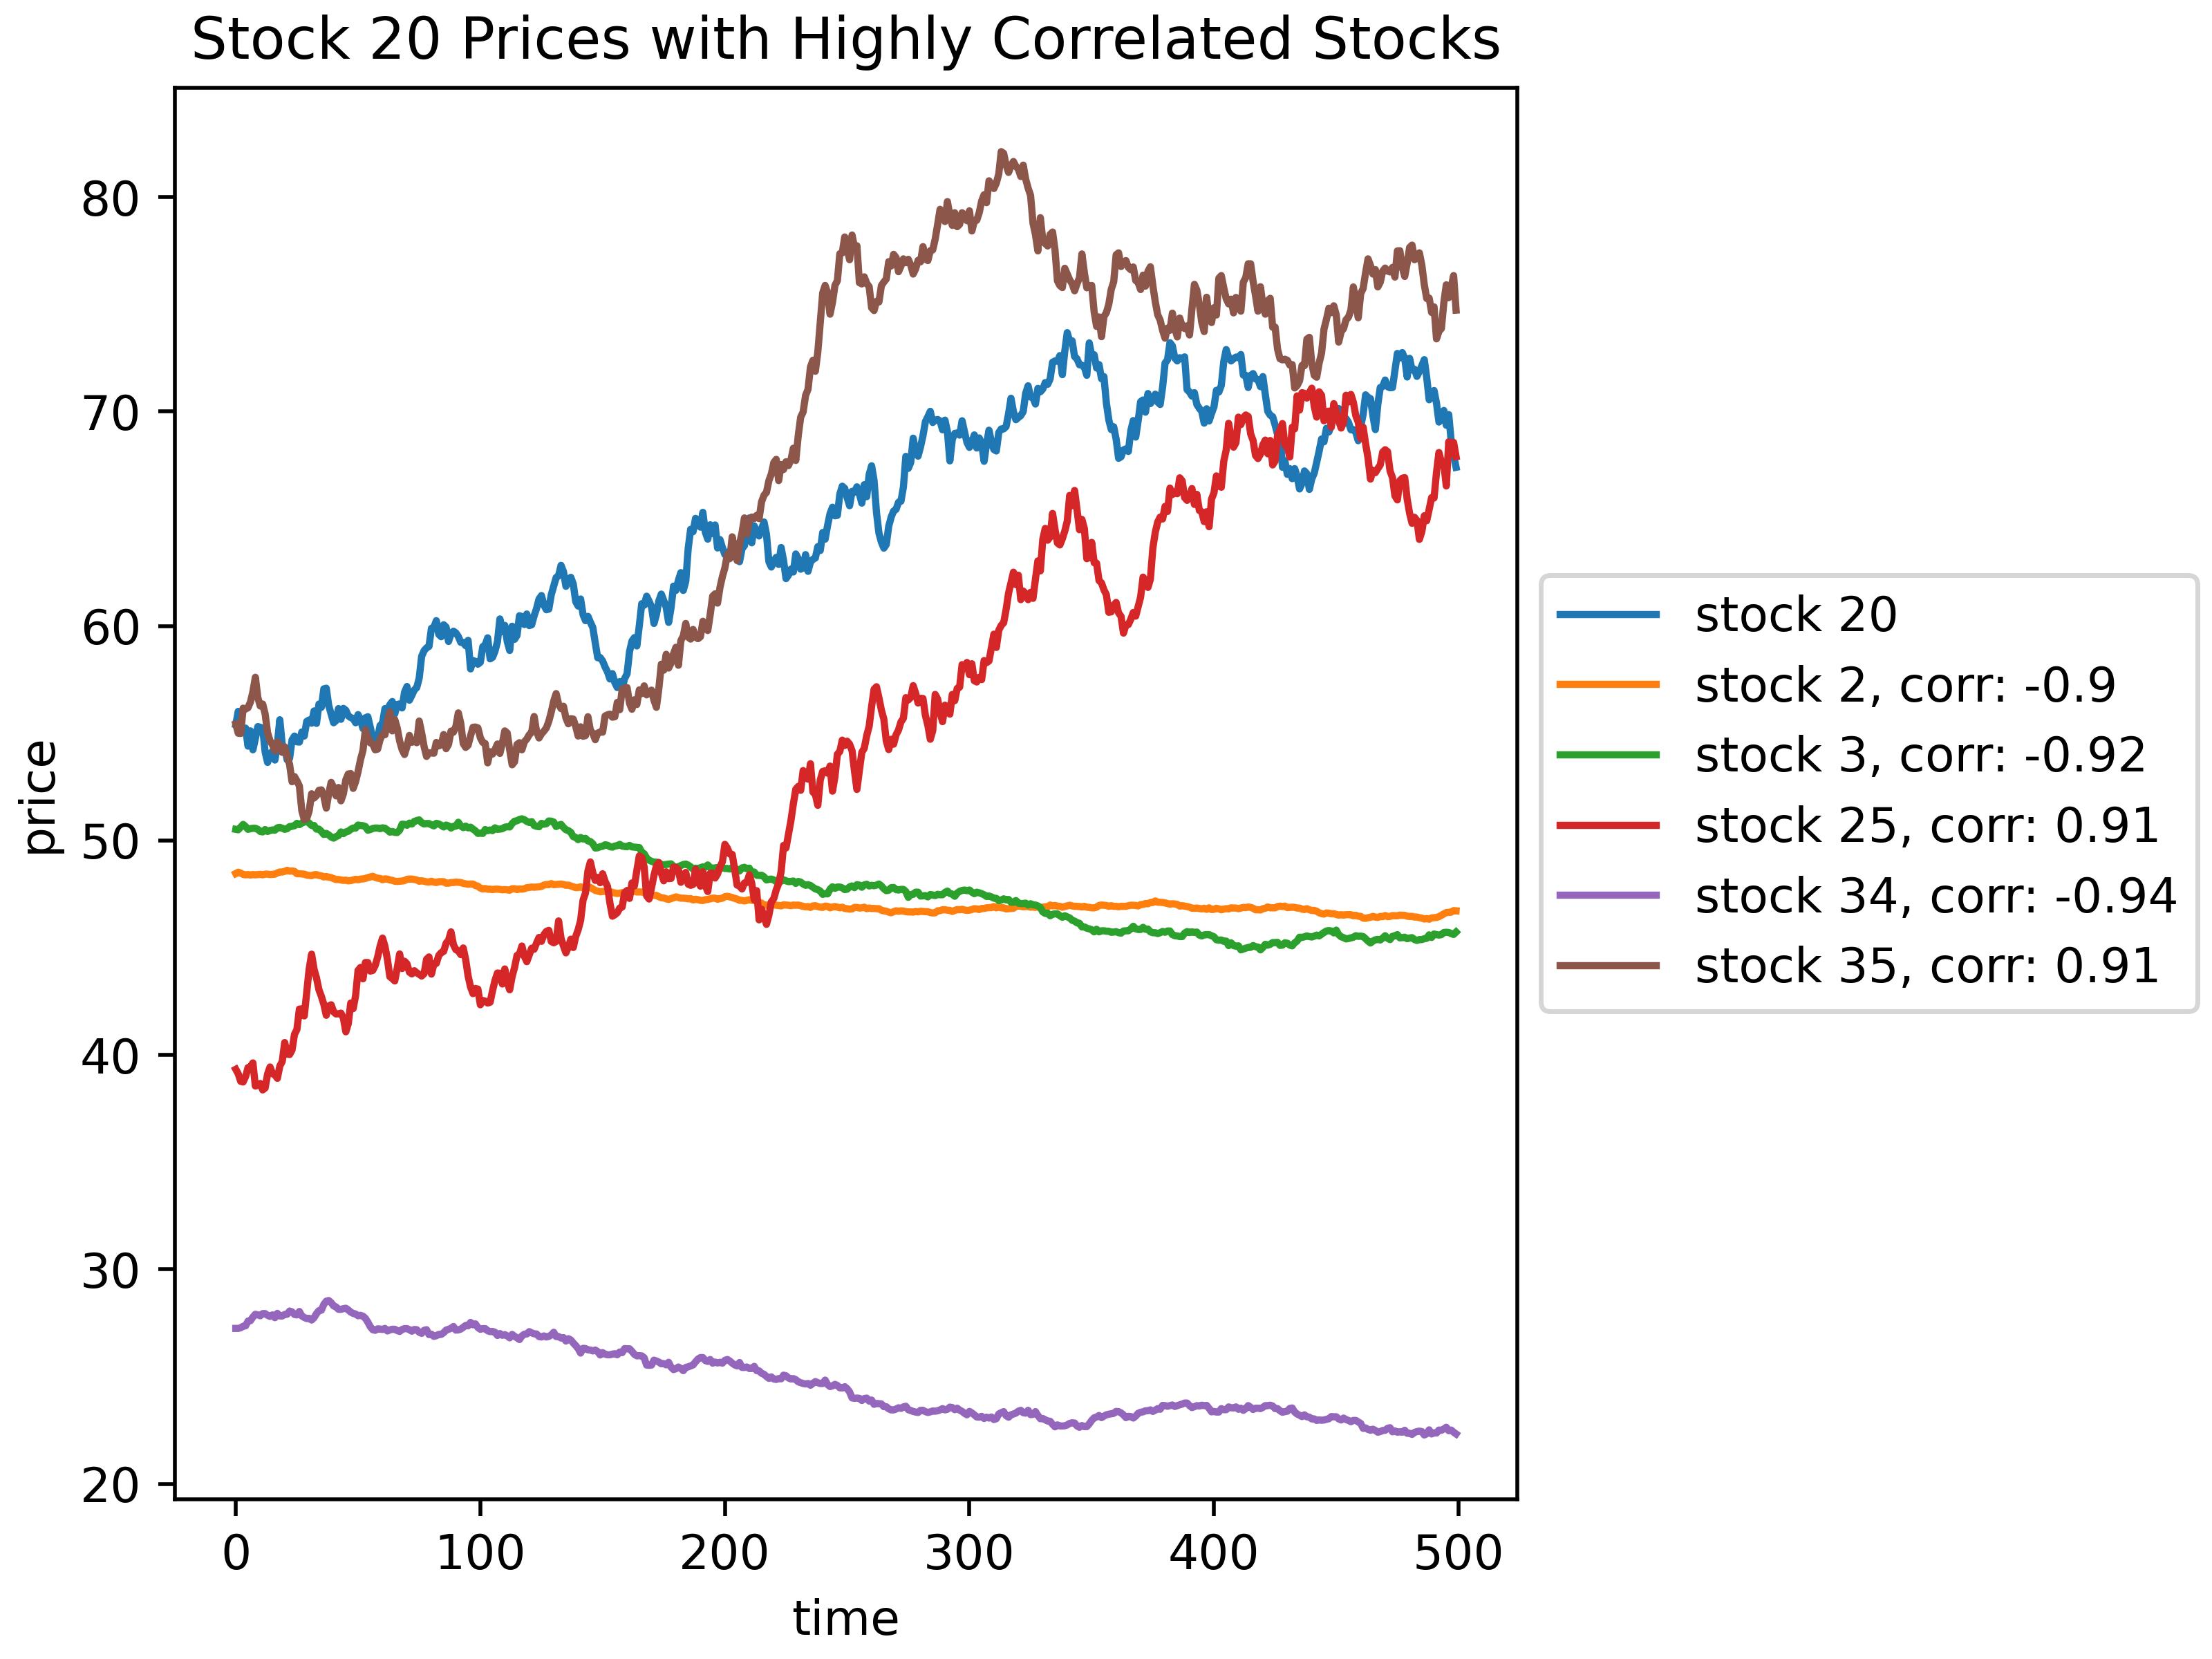 Stock 20 Prices with Highly Correlated Stocks
price
80
70
60
50
40
30
20
0 100 200 300 400 500
time
stock 20
stock 2, corr: -0.9
stock 3, corr: -0.92
stock 25, corr: 0.91
stock 34, corr: -0.94
stock 35, corr: 0.91